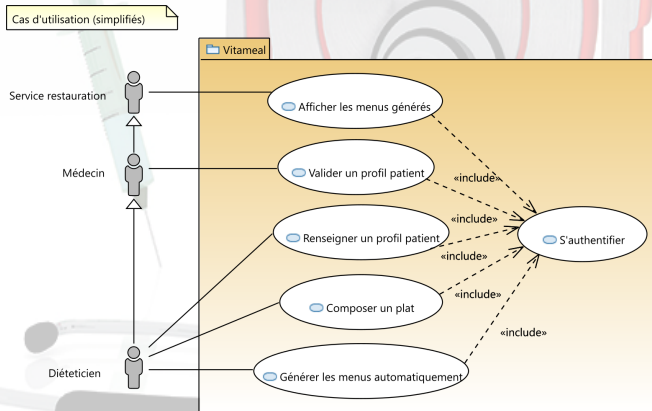 Cas d'utilisation (simplifiés)
Vitameal
Service restauration
Afficher les menus générés
Médecin
Valider un profil patient
«include»
«include»
Renseigner un profil patient
S'authentifier
«include»
«include»
Composer un plat
«include»
Diéteticien
Générer les menus automatiquement